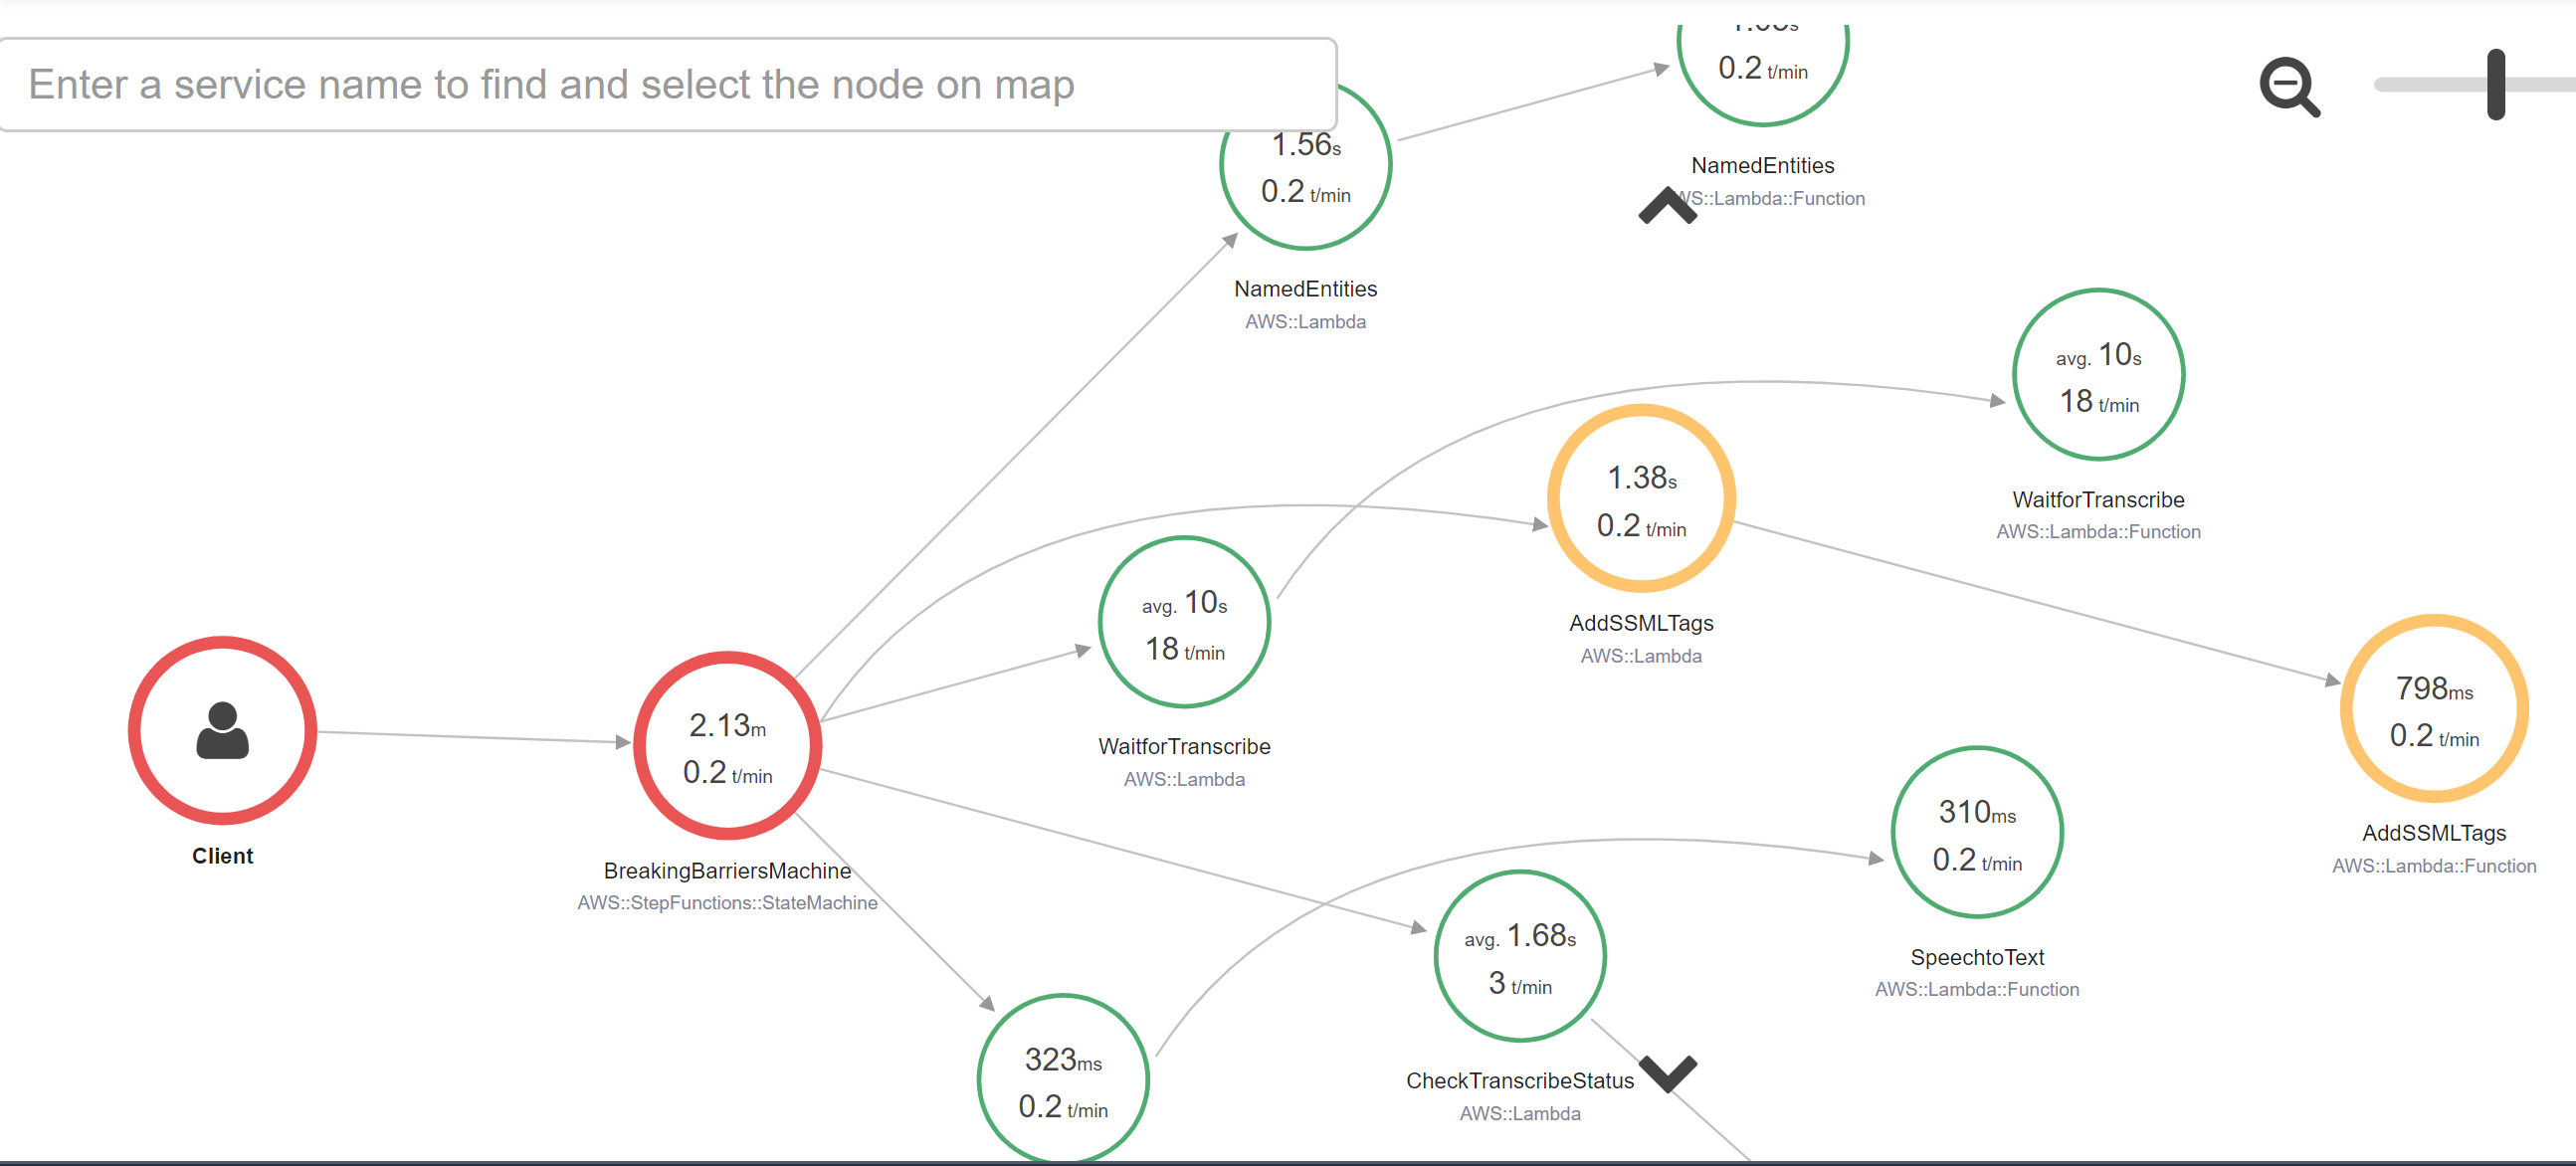 Enter a service name to find and select the node on map
0.2 t/min
NamedEntities
WS::Lambda::Function
1.56s
0.2 t/min
NamedEntities
AWS::Lambda
avg. 10s
18 t/min
WaitforTranscribe
AWS::Lambda::Function
1.38s
0.2 t/min
AddSSMLTags
AWS::Lambda
avg. 10s
18 t/min
WaitforTranscribe
AWS::Lambda
Client
2.13m
0.2 t/min
BreakingBarriersMachine
AWS::StepFunctions::StateMachine
798ms
0.2 t/min
AddSSMLTags
AWS::Lambda::Function
310ms
0.2 t/min
SpeechtoText
AWS::Lambda::Function
avg. 1.68s
3 t/min
CheckTranscribeStatus
AWS::Lambda
323ms
0.2 t/min